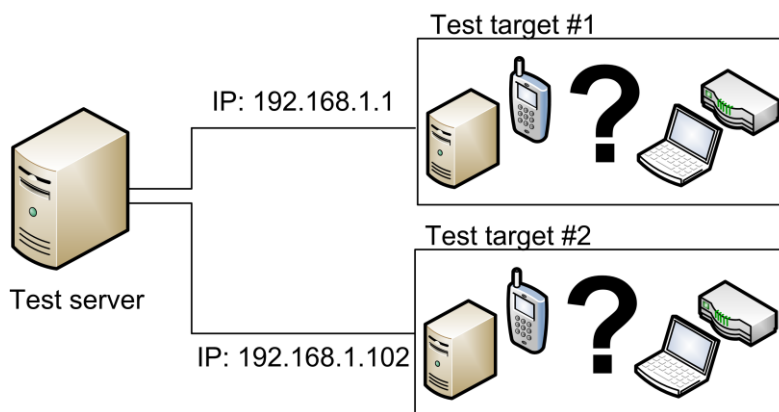 Test target #1
IP: 192.168.1.1
?
Test target #2
Test server
?
IP: 192.168.1.102